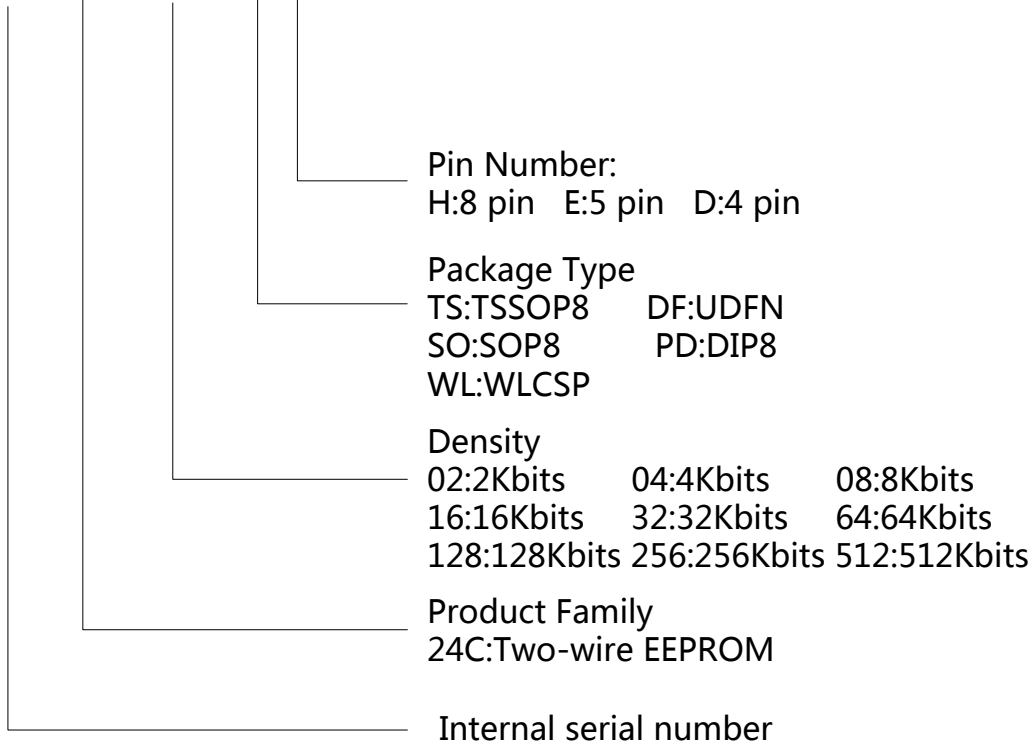 Pin Number:
H:8 pin E:5 pin D:4 pin
Package Type
TS:TSSOP8 DF:UDFN
SO:SOP8 PD:DIP8
WL:WLCSP
Density
02:2Kbits 04:4Kbits 08:8Kbits
16:16Kbits 32:32Kbits 64:64Kbits
128:128Kbits 256:256Kbits 512:512Kbits
Product Family
24C:Two-wire EEPROM
Internal serial number